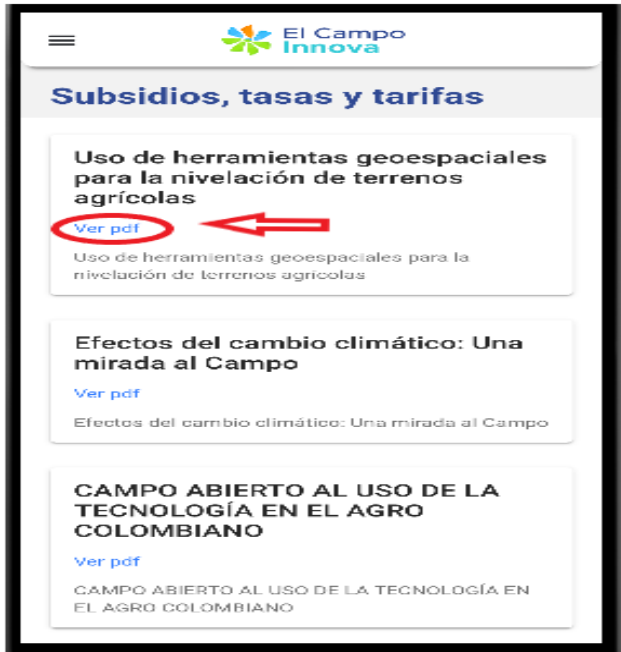 El Campo
Innova
Subsidios, tasas y tarifas
Uso de herramientas geoespaciales
para la nivelación de terrenos
agrícolas
Ver pdf
Uso de herramientas geoespaciales para la
nivelación de terrenos agrícolas
Efectos del cambio climático: Una
mirada al Campo
Ver pdf
Efectos del cambio climático: Una mirada al Campo
CAMPO ABIERTO AL USO DE LA
TECNOLOGÍA EN EL AGRO
COLOMBIANO
Ver pdf
CAMPO ABIERTO AL USO DE LA TECNOLOGÍA EN
EL AGRO COLOMBIANO